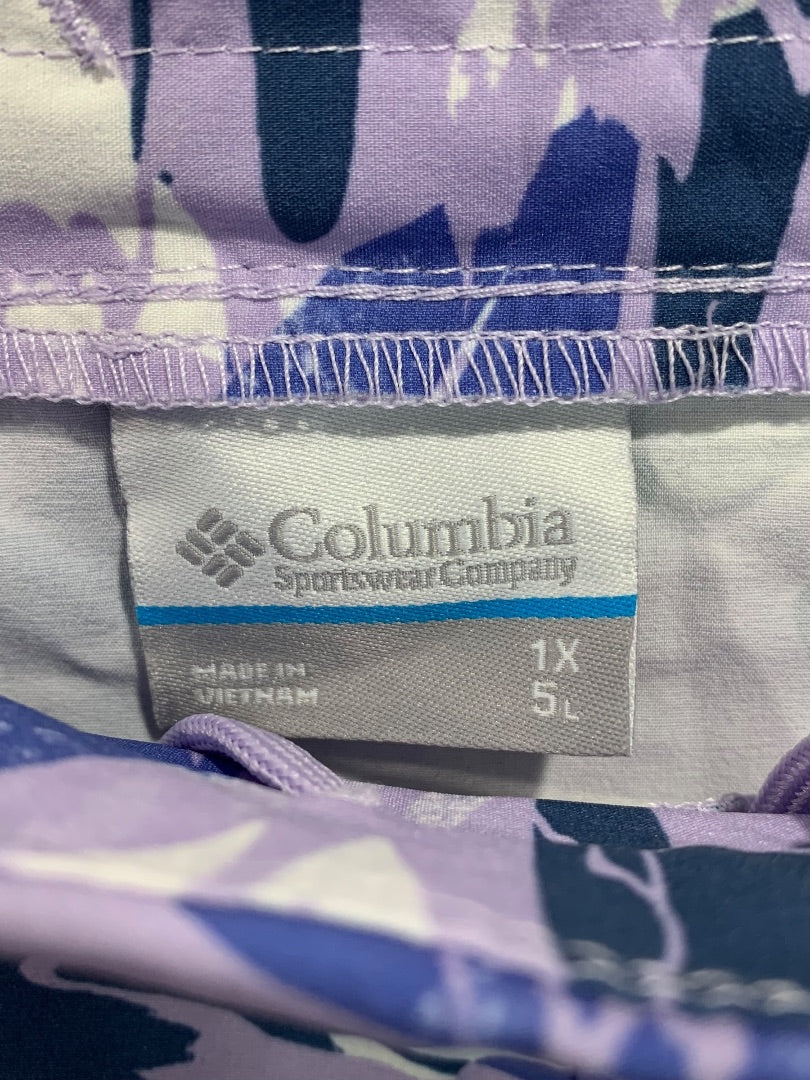 Columbia
Sportswear Company
MADE IN
VIETNAM
1X
5L